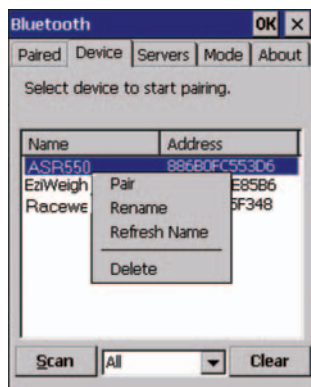 Bluetooth OK ×
Paired Device Servers Mode About
Select device to start pairing.
Name Address
ASR550 886B0FC553D6
EziWeigh E85B6
Racewe 5F348
Pair
Rename
Refresh Name
Delete
Scan All Clear